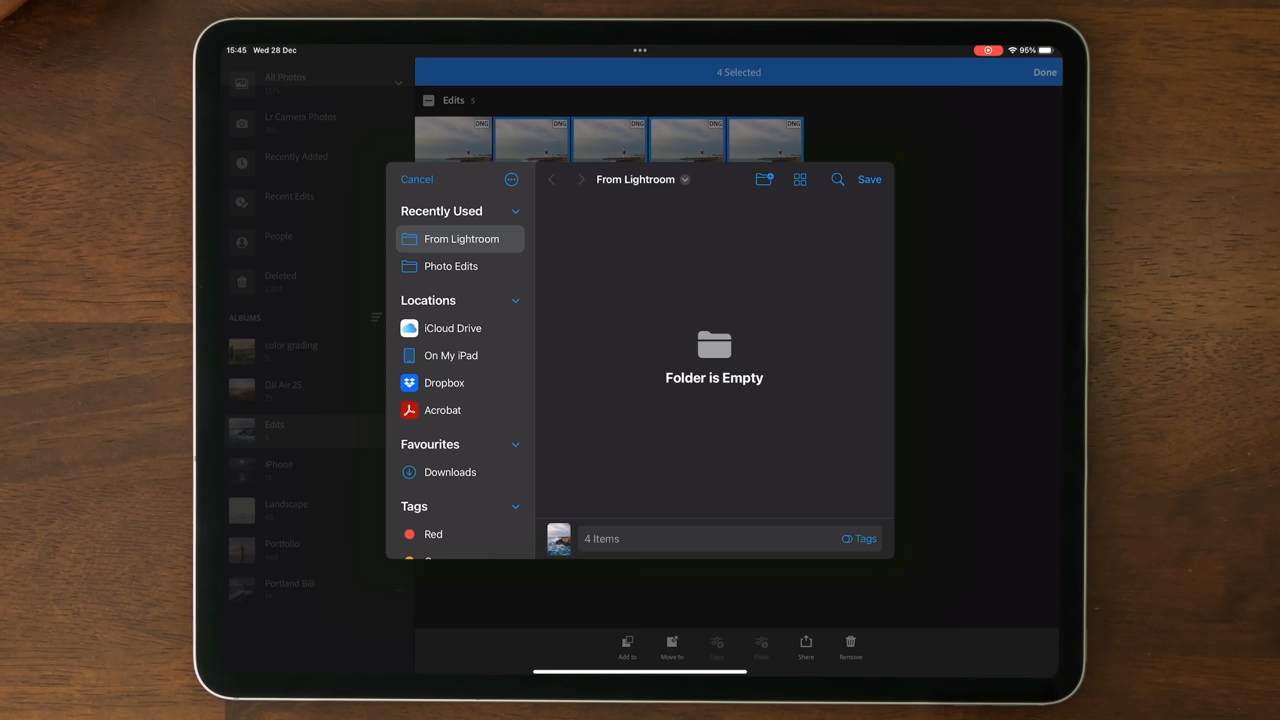 15:45 Wed 28 Dec
95%
All Photos
Lr Camera Photos
Recently Added
Recent Edits
People
Deleted
ALBUMS
color grading
5
DJI Air 2S
Edits
5
iPhone
Landscape
Portfolio
Portland Bill
4 Selected
Done
Edits 5
DNG
DNG
DNG
DNG
DNG
Cancel
Recently Used
From Lightroom
Photo Edits
Locations
iCloud Drive
On My iPad
Dropbox
Acrobat
Favourites
Downloads
Tags
Red
From Lightroom
Save
Folder is Empty
4 Items
Tags
Add to
Move to
Copy
Share
Remove